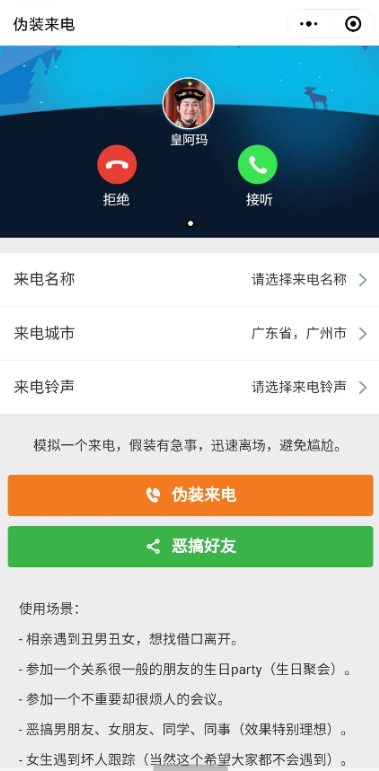 伪装来电
皇阿玛
拒绝 接听
来电名称 请选择来电名称
来电城市 广东省，广州市
来电铃声 请选择来电铃声
模拟一个来电，假装有急事，迅速离场，避免尴尬。
伪装来电
恶搞好友
使用场景：
- 相亲遇到丑男丑女，想找借口离开。
- 参加一个关系很一般的朋友的生日party（生日聚会）。
- 参加一个不重要却很烦人的会议。
- 恶搞男朋友、女朋友、同学、同事（效果特别理想）。
- 女生遇到坏人跟踪（当然这个希望大家都不会遇到）。